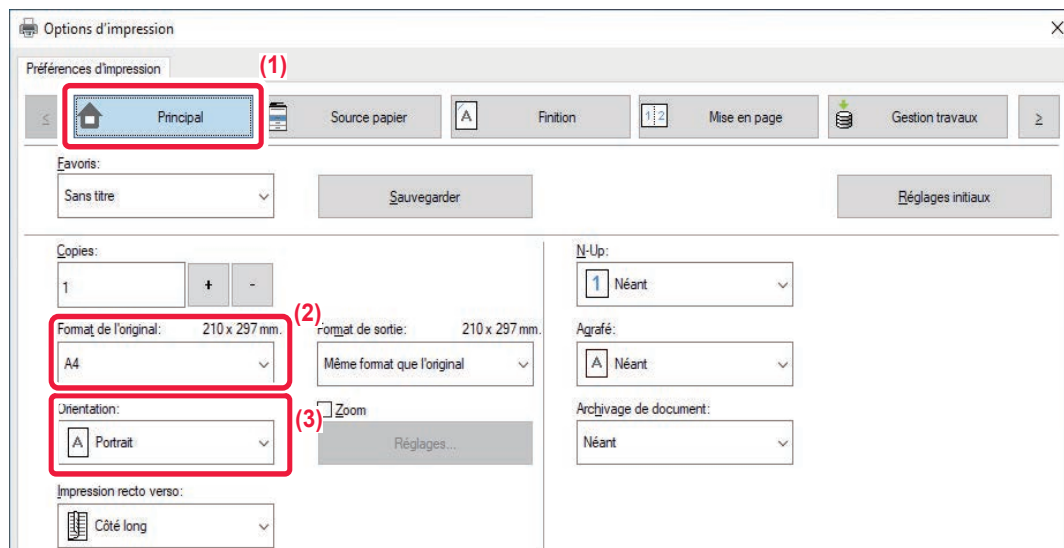 Options d'impression
Préférences d'impression
(1)
< Principal Source papier A Finition 1 2 Mise en page Gestion travaux >
Favoris:
Sans titre Sauvegarder Réglages initiaux
Copies: N-Up:
1 + - 1 Néant
(2)
Format de l'original: 210 x 297 mm. Format de sortie: 210 x 297 mm. Agrafé:
A4 Même format que l'original A Néant
Orientation: (3) Zoom Archivage de document:
A Portrait Réglages... Néant
Impression recto verso:
Côté long